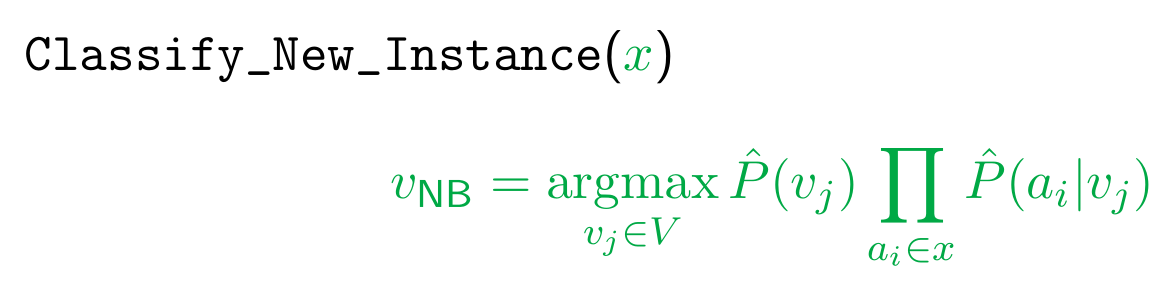 Classify_New_Instance(x)
v_NB = argmax_{v_j∈V} P̂(v_j) ∏_{a_i∈x} P̂(a_i|v_j)